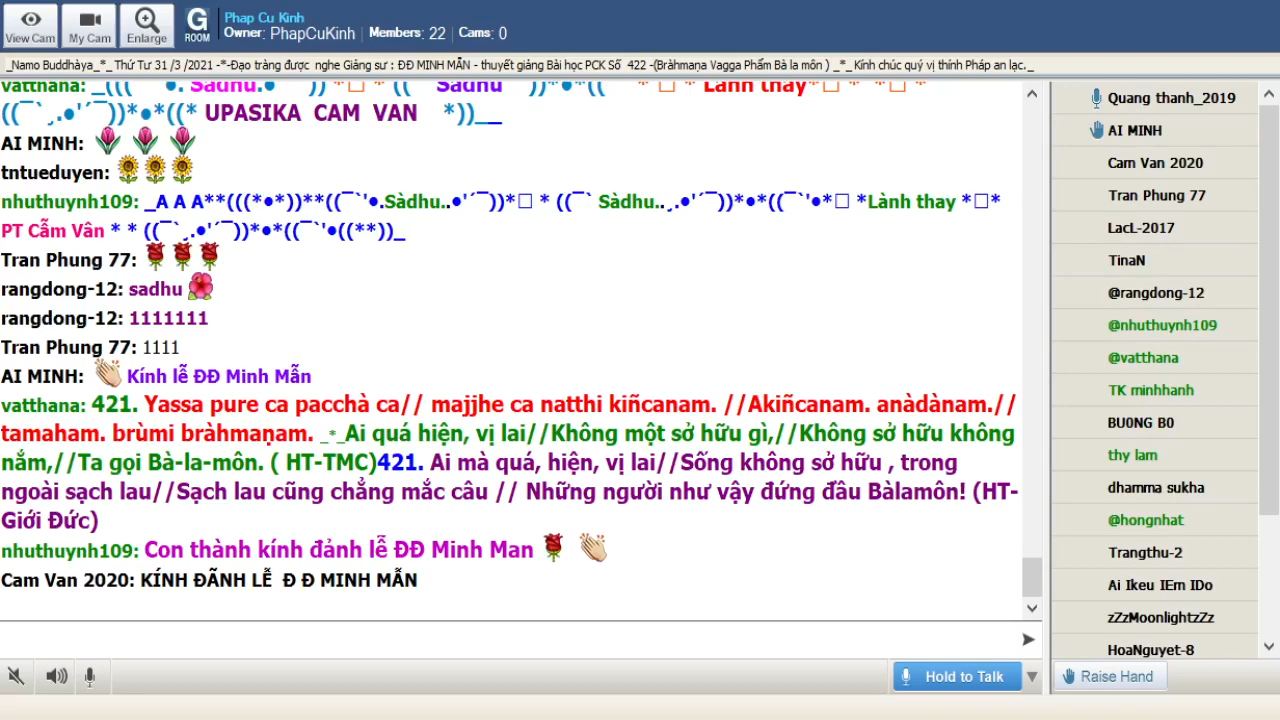 View Cam
My Cam
Enlarge
G
ROOM
Phap Cu Kinh
Owner: PhapCuKinh | Members: 22 | Cams: 0
_Namo Buddhàya_*_ Thứ Tư 31 /3 /2021 -*-Đạo tràng được nghe Giảng sư : ĐĐ MINH MẪN - thuyết giảng Bài học PCK Số 422 -(Bràhmaṇa Vagga Phẩm Bà la môn ) _*_Kính chúc quý vị thính Pháp an lạc._
vatthana: _(((¯`●. Sàdhu.●´¯)) *□ * ((¯` Sàdhu ´¯))*●*((¯` * □ * Lành thay* □ * *□ *
((¯`¸.●'´¯))*●*((* UPASIKA CAM VAN *))__
AI MINH: 🌷 🌷 🌷
tntueduyen: 🌻🌻🌻
nhuthuynh109: _A A A**(((*●*))**((¯`'●.Sàdhu..●'´¯))*□ * ((¯` Sàdhu..¸.●'´¯))*●*((¯`'●*□ *Lành thay *□*
PT Cẩm Vân * * ((¯`¸.●'´¯))*●*((¯`'●((**))_
Tran Phung 77: 🌹 🌹 🌹
rangdong-12: sadhu 🌺
rangdong-12: 1111111
Tran Phung 77: 1111
AI MINH: 👏 Kính lễ ĐĐ Minh Mẫn
vatthana: 421. Yassa pure ca pacchà ca// majjhe ca natthi kiñcanam. //Akiñcanam. anàdànam.//
tamaham. brùmi bràhmaṇam. _*_Ai quá hiện, vị lai//Không một sở hữu gì,//Không sở hữu không
nắm,//Ta gọi Bà-la-môn. ( HT-TMC)421. Ai mà quá, hiện, vị lai//Sống không sở hữu , trong
ngoài sạch lau//Sạch lau cũng chẳng mắc câu // Những người như vậy đứng đầu Bàlamôn! (HT-
Giới Đức)
nhuthuynh109: Con thành kính đảnh lễ ĐĐ Minh Man 🌹 👏
Cam Van 2020: KÍNH ĐÃNH LỄ Đ Đ MINH MẪN
Hold to Talk
Quang thanh_2019
AI MINH
Cam Van 2020
Tran Phung 77
LacL-2017
TinaN
@rangdong-12
@nhuthuynh109
@vatthana
TK minhhanh
BU0NG B0
thy lam
dhamma sukha
@hongnhat
Trangthu-2
Ai Ikeu IEm IDo
zZzMoonlightzZz
HoaNguyet-8
Raise Hand